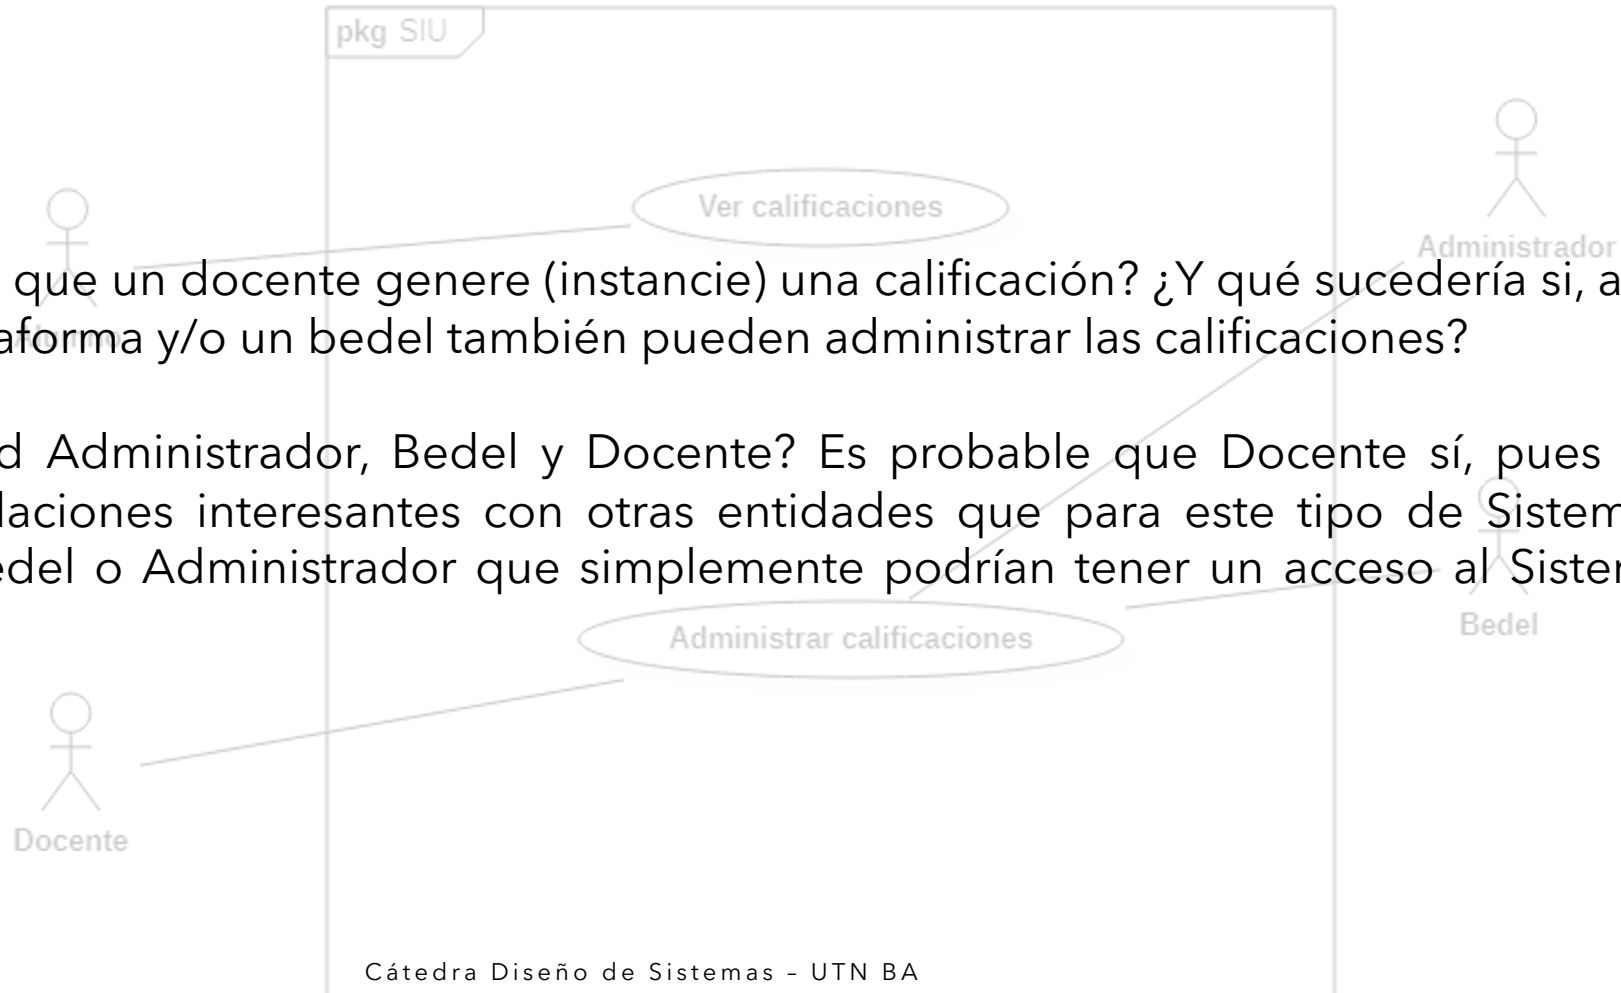 pkg SIU
Ver calificaciones
Administrador
que un docente genere (instancie) una calificación? ¿Y qué sucedería si, a
aforma y/o un bedel también pueden administrar las calificaciones?
d Administrador, Bedel y Docente? Es probable que Docente sí, pues
laciones interesantes con otras entidades que para este tipo de Sistem
edel o Administrador que simplemente podrían tener un acceso al Sister
Bedel
Administrar calificaciones
Docente
Cátedra Diseño de Sistemas – UTN BA